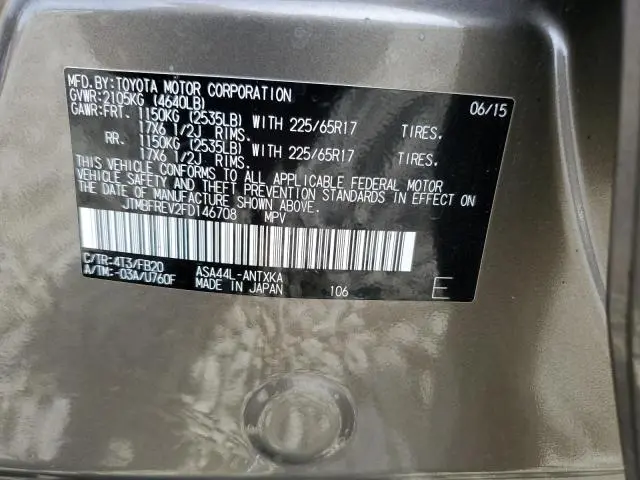 MFD.BY:TOYOTA MOTOR CORPORATION 06/15
GVWR:2105KG (4640LB)
GAWR:FRT. 1150KG (2535LB) WITH 225/65R17 TIRES.
17X6 1/2J RIMS.
RR. 1150KG (2535LB) WITH 225/65R17 TIRES.
17X6 1/2J RIMS.
THIS VEHICLE CONFORMS TO ALL APPLICABLE FEDERAL MOTOR
VEHICLE SAFETY AND THEFT PREVENTION STANDARDS IN EFFECT ON
THE DATE OF MANUFACTURE SHOWN ABOVE.
JTMBFREV2FD146708 MPV
C/TR:4T3/FB20 ASA44L-ANTXKA
A/TM:-03A/U760F MADE IN JAPAN 106 E